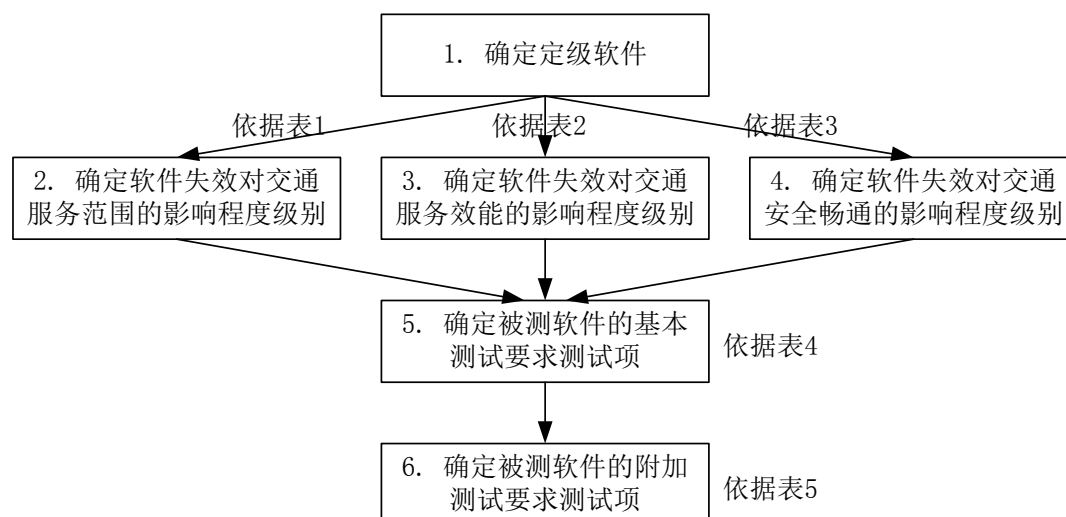 1. 确定定级软件
依据表1
依据表2
依据表3
2. 确定软件失效对交通
服务范围的影响程度级别
3. 确定软件失效对交通
服务效能的影响程度级别
4. 确定软件失效对交通
安全畅通的影响程度级别
5. 确定被测软件的基本
测试要求测试项
依据表4
6. 确定被测软件的附加
测试要求测试项
依据表5